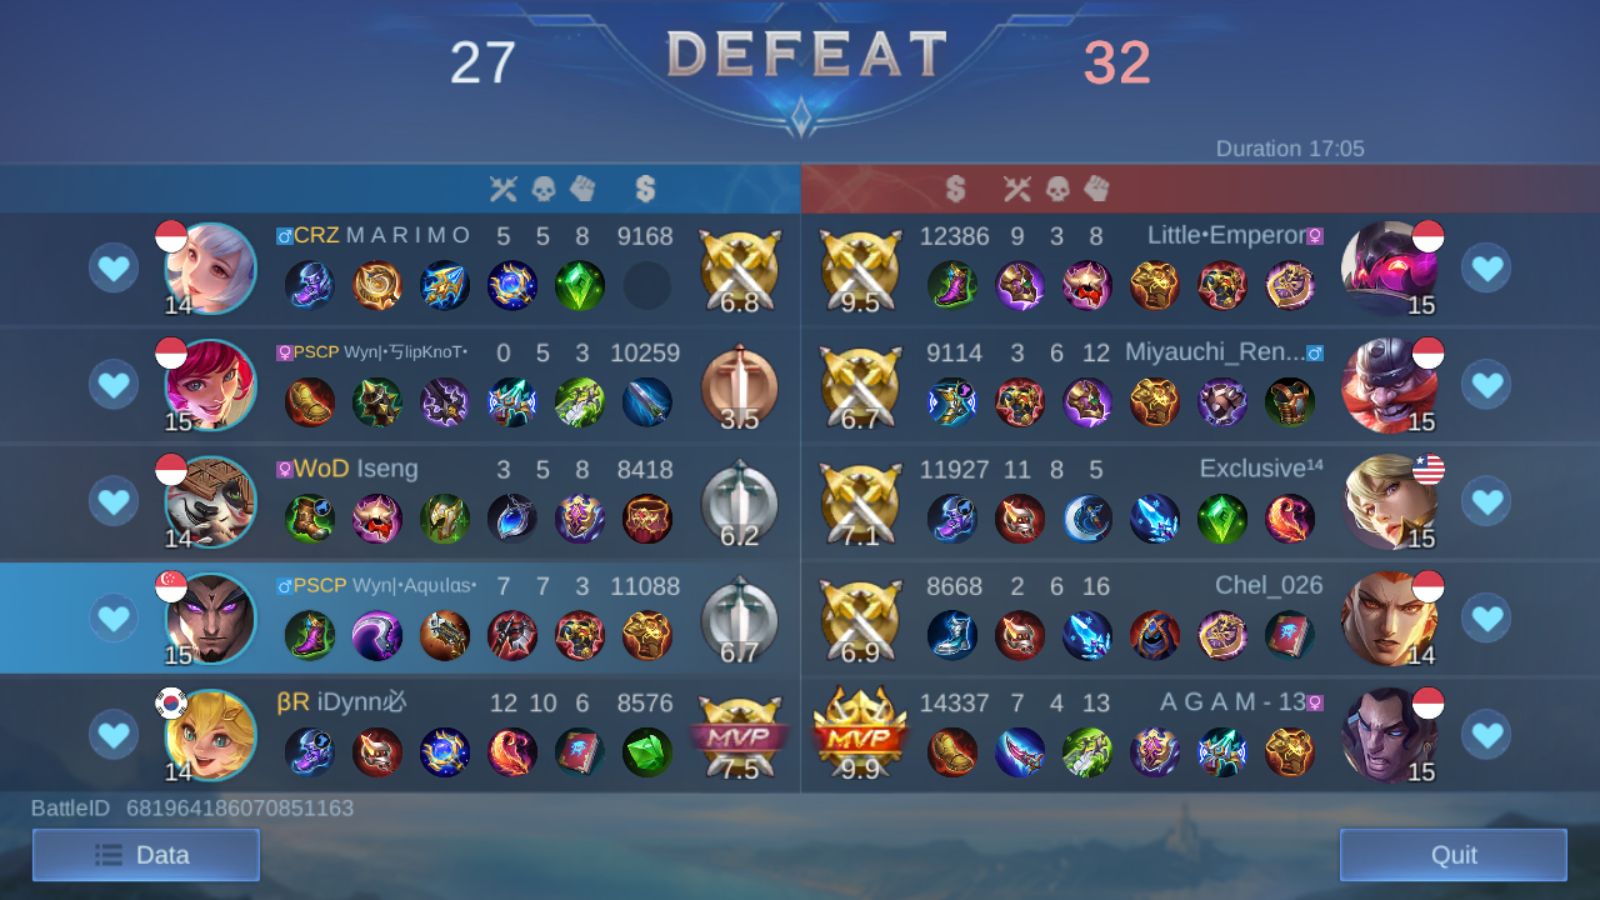 27 DEFEAT 32
Duration 17:05
CRZ M A R I M O 5 5 8 9168
14
6.8
12386 9 3 8 Little•Emperor
9.5
15
PSCP Wyn|•ㄎlipKnoT• 0 5 3 10259
15
3.5
9114 3 6 12 Miyauchi_Ren...
6.7
15
WoD Iseng 3 5 8 8418
14
6.2
11927 11 8 5 Exclusive¹⁴
7.1
15
PSCP Wyn|•Aqυιlαs• 7 7 3 11088
15
6.7
8668 2 6 16 Chel_026
6.9
14
βR iDynn必 12 10 6 8576
14
MVP
7.5
14337 7 4 13 A G A M - 13
MVP
9.9
15
BattleID 681964186070851163
Data
Quit